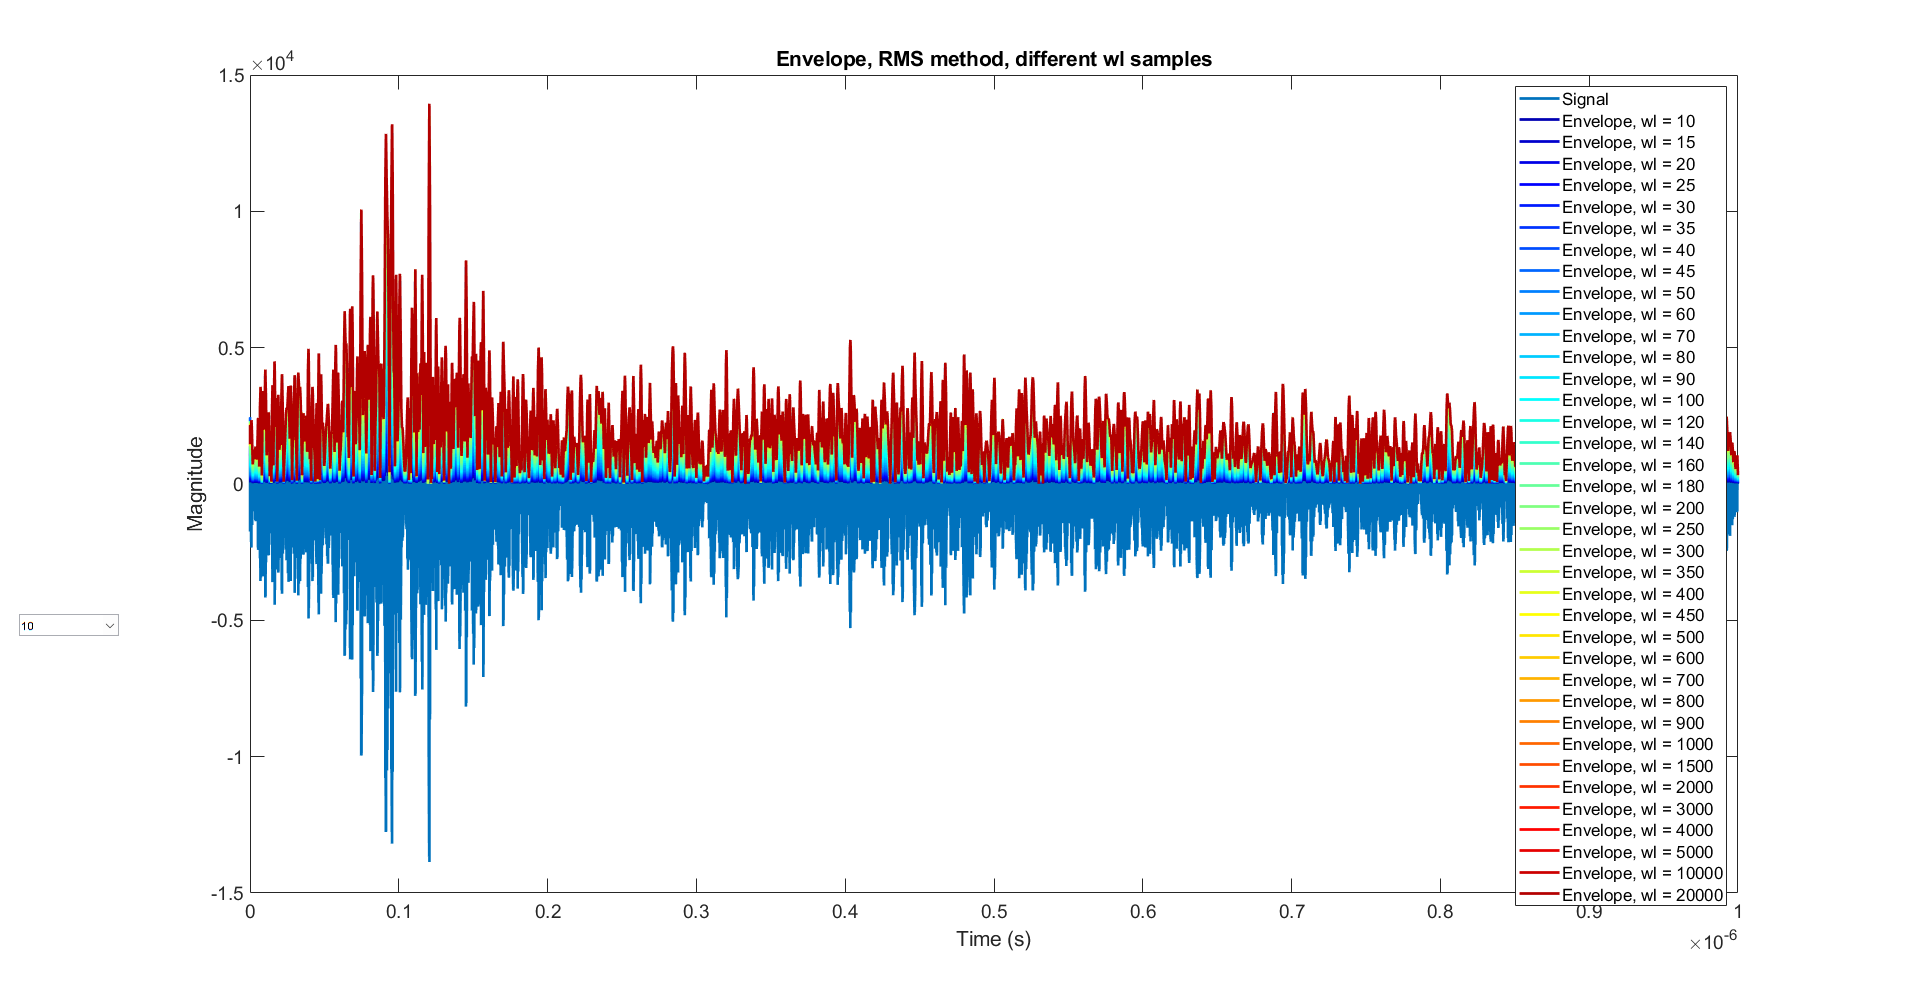 Envelope, RMS method, different wl samples
×10^4
1.5
1
0.5
0
-0.5
-1
-1.5
Magnitude
10
0 0.1 0.2 0.3 0.4 0.5 0.6 0.7 0.8 0.9 1
Time (s)
×10^-6
Signal
Envelope, wl = 10
Envelope, wl = 15
Envelope, wl = 20
Envelope, wl = 25
Envelope, wl = 30
Envelope, wl = 35
Envelope, wl = 40
Envelope, wl = 45
Envelope, wl = 50
Envelope, wl = 60
Envelope, wl = 70
Envelope, wl = 80
Envelope, wl = 90
Envelope, wl = 100
Envelope, wl = 120
Envelope, wl = 140
Envelope, wl = 160
Envelope, wl = 180
Envelope, wl = 200
Envelope, wl = 250
Envelope, wl = 300
Envelope, wl = 350
Envelope, wl = 400
Envelope, wl = 450
Envelope, wl = 500
Envelope, wl = 600
Envelope, wl = 700
Envelope, wl = 800
Envelope, wl = 900
Envelope, wl = 1000
Envelope, wl = 1500
Envelope, wl = 2000
Envelope, wl = 3000
Envelope, wl = 4000
Envelope, wl = 5000
Envelope, wl = 10000
Envelope, wl = 20000